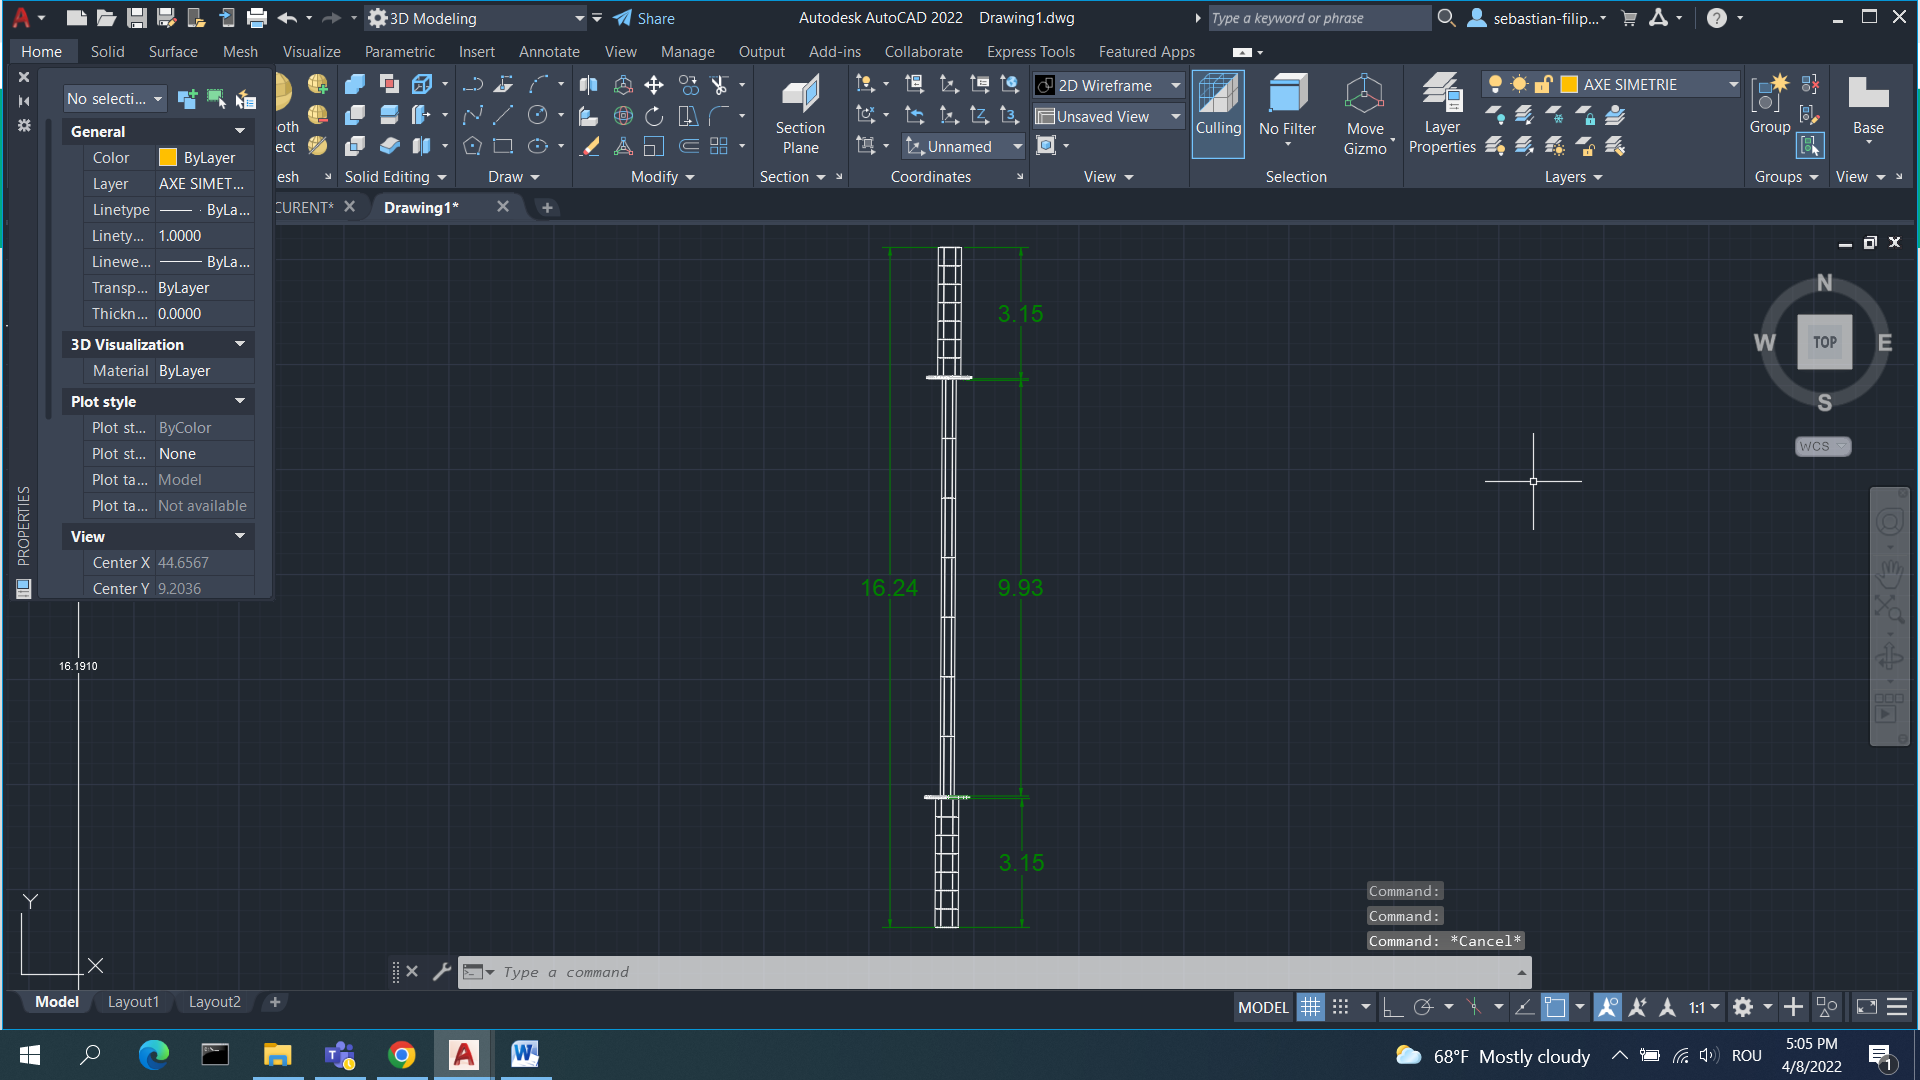 3D Modeling
Share
Autodesk AutoCAD 2022 Drawing1.dwg
Type a keyword or phrase
sebastian-filip...
Home Solid Surface Mesh Visualize Parametric Insert Annotate View Manage Output Add-ins Collaborate Express Tools Featured Apps
No selecti...
General
Color ByLayer
Layer AXE SIMET...
Linetype ByLa...
Linety... 1.0000
Linewe... ByLa...
Transp... ByLayer
Thickn... 0.0000
3D Visualization
Material ByLayer
Plot style
Plot st... ByColor
Plot st... None
Plot ta... Model
Plot ta... Not available
View
Center X 44.6567
Center Y 9.2036
PROPERTIES
oth
ect
esh
Solid Editing
Draw
Modify
Section
Plane
Section
Unnamed
Coordinates
2D Wireframe
Unsaved View
View
Culling
No Filter
Move
Gizmo
Selection
Layer
Properties
AXE SIMETRIE
Layers
Group
Groups
Base
View
CURENT*
Drawing1*
3.15
16.24
9.93
3.15
16.1910
N
W
TOP
E
S
WCS
Y
X
Command:
Command:
Command: *Cancel*
Type a command
Model Layout1 Layout2
MODEL
1:1
68°F Mostly cloudy
ROU
5:05 PM
4/8/2022
1